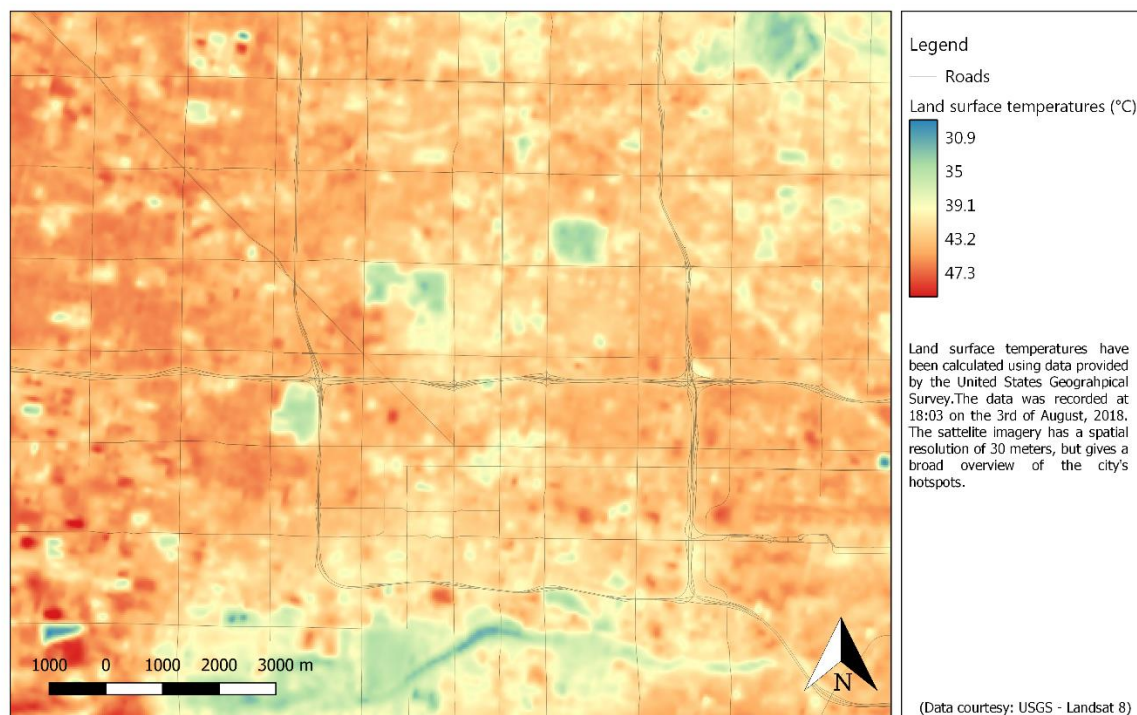 Legend
Roads
Land surface temperatures (°C)
30.9
35
39.1
43.2
47.3
Land surface temperatures have
been calculated using data provided
by the United States Geograhpical
Survey.The data was recorded at
18:03 on the 3rd of August, 2018.
The sattelite imagery has a spatial
resolution of 30 meters, but gives a
broad overview of the city's
hotspots.
1000 0 1000 2000 3000 m
N
(Data courtesy: USGS - Landsat 8)